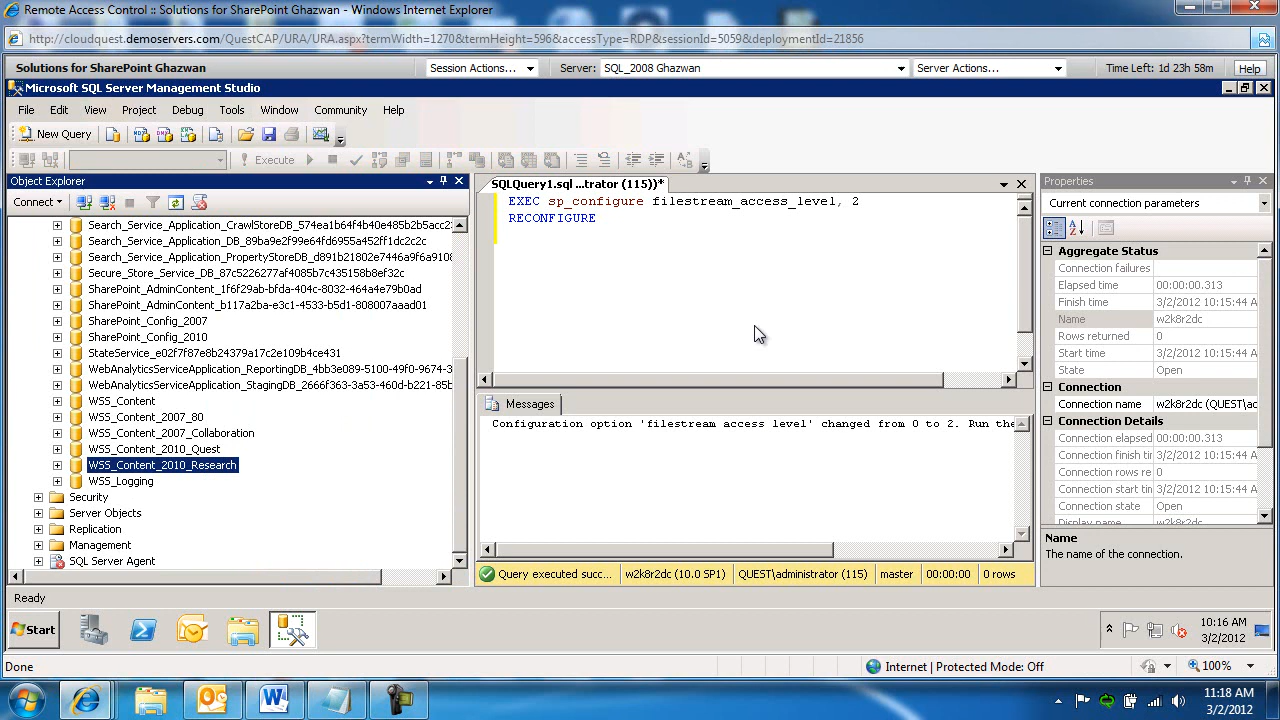 Remote Access Control :: Solutions for SharePoint Ghazwan - Windows Internet Explorer
http://cloudquest.demoservers.com/QuestCAP/URA/URA.aspx?termWidth=1270&termHeight=596&accessType=RDP&sessionId=5059&deploymentId=21856
Solutions for SharePoint Ghazwan
Session Actions...
Server:
SQL_2008 Ghazwan
Server Actions...
Time Left: 1d 23h 58m
Help
Microsoft SQL Server Management Studio
File Edit View Project Debug Tools Window Community Help
New Query
Execute
Object Explorer
Connect
Search_Service_Application_DB_89ba9e2f99e64fd6955a452ff1dc2c2c
Secure_Store_Service_DB_87c5226277af4085b7c435158b8ef32c
SharePoint_AdminContent_1f6f29ab-bfda-404c-8032-464a4e79b0ad
SharePoint_AdminContent_b117a2ba-e3c1-4533-b5d1-808007aaad01
SharePoint_Config_2007
SharePoint_Config_2010
StateService_e02f7f87e8b24379a17c2e109b4ce431
WebAnalyticsServiceApplication_ReportingDB_4bb3e089-5100-49f0-9674-3
WebAnalyticsServiceApplication_StagingDB_2666f363-3a53-460d-b221-85b
WSS_Content
WSS_Content_2007_80
WSS_Content_2007_Collaboration
WSS_Content_2010_Quest
WSS_Content_2010_Research
WSS_Logging
Security
Server Objects
Replication
Management
SQL Server Agent
SQLQuery1.sql ...trator (115))*
EXEC sp_configure filestream_access_level, 2
RECONFIGURE
Messages
Configuration option 'filestream access level' changed from 0 to 2. Run the
Query executed succ...
w2k8r2dc (10.0 SP1)
QUEST\administrator (115)
master
00:00:00
0 rows
Properties
Current connection parameters
Aggregate Status
Connection failures
Elapsed time 00:00:00.313
Finish time 3/2/2012 10:15:44 A
Name w2k8r2dc
Rows returned 0
Start time 3/2/2012 10:15:44 A
State Open
Connection
Connection name w2k8r2dc (QUEST\a
Connection Details
Connection elapsed 00:00:00.313
Connection finish tim 3/2/2012 10:15:44 A
Connection rows re 0
Connection start tim 3/2/2012 10:15:44 A
Connection state Open
Display name w2k8r2dc
Name
The name of the connection.
Ready
Start
10:16 AM
3/2/2012
Done
Internet | Protected Mode: Off
100%
11:18 AM
3/2/2012